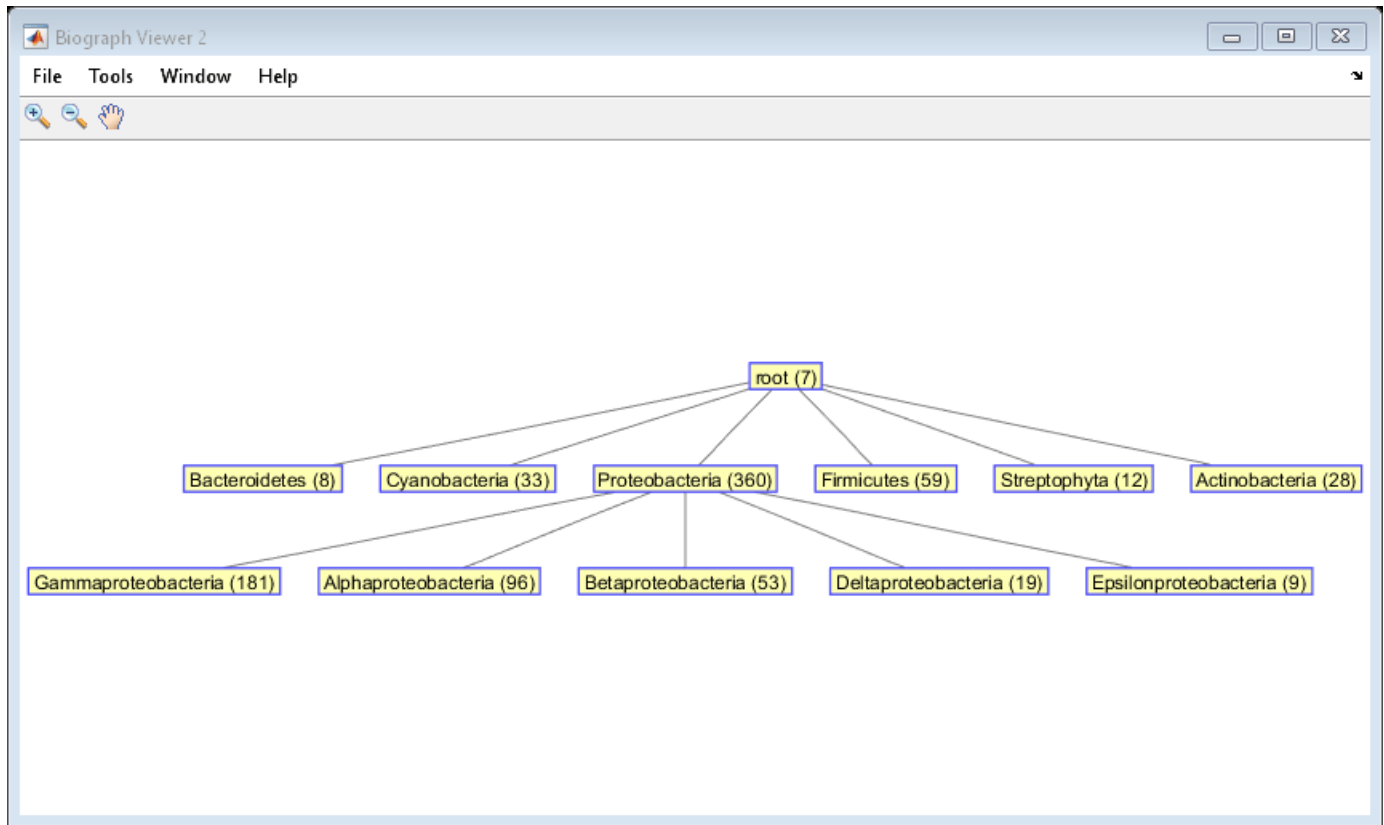 Biograph Viewer 2
File Tools Window Help
root (7)
Bacteroidetes (8) Cyanobacteria (33) Proteobacteria (360) Firmicutes (59) Streptophyta (12) Actinobacteria (28)
Gammaproteobacteria (181) Alphaproteobacteria (96) Betaproteobacteria (53) Deltaproteobacteria (19) Epsilonproteobacteria (9)